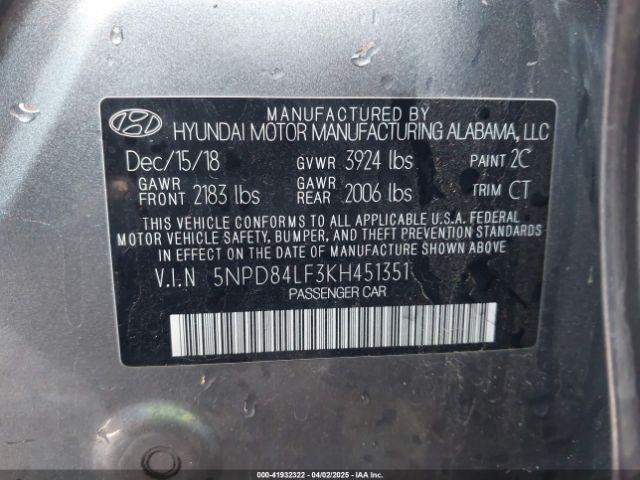 MANUFACTURED BY
HYUNDAI MOTOR MANUFACTURING ALABAMA, LLC
Dec/15/18 GVWR 3924 lbs PAINT 2C
GAWR FRONT 2183 lbs GAWR REAR 2006 lbs TRIM CT
THIS VEHICLE CONFORMS TO ALL APPLICABLE U.S.A. FEDERAL
MOTOR VEHICLE SAFETY, BUMPER, AND THEFT PREVENTION STANDARDS
IN EFFECT ON THE DATE OF MANUFACTURE SHOWN ABOVE.
V.I.N 5NPD84LF3KH451351
PASSENGER CAR
000-41932322 - 04/02/2025 - IAAI.COM